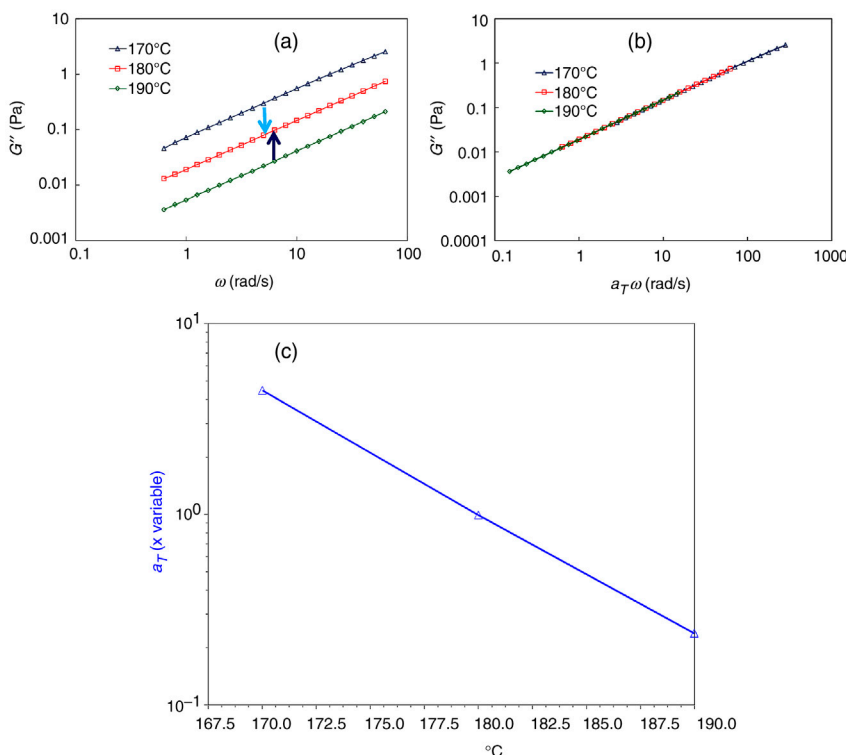 (a)
10
1
0.1
0.01
0.001
G″ (Pa)
170°C
180°C
190°C
0.1 1 10 100
ω (rad/s)
(b)
10
1
0.1
0.01
0.001
0.0001
G″ (Pa)
170°C
180°C
190°C
0.1 1 10 100 1000
a_Tω (rad/s)
(c)
10¹
10⁰
10⁻¹
a_T (x variable)
167.5 170.0 172.5 175.0 177.5 180.0 182.5 185.0 187.5 190.0
°C